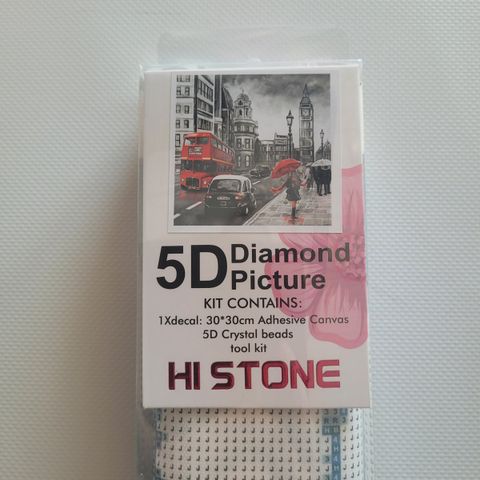 5D Diamond
Picture
KIT CONTAINS:
1Xdecal: 30*30cm Adhesive Canvas
5D Crystal beads
tool kit
HI STONE